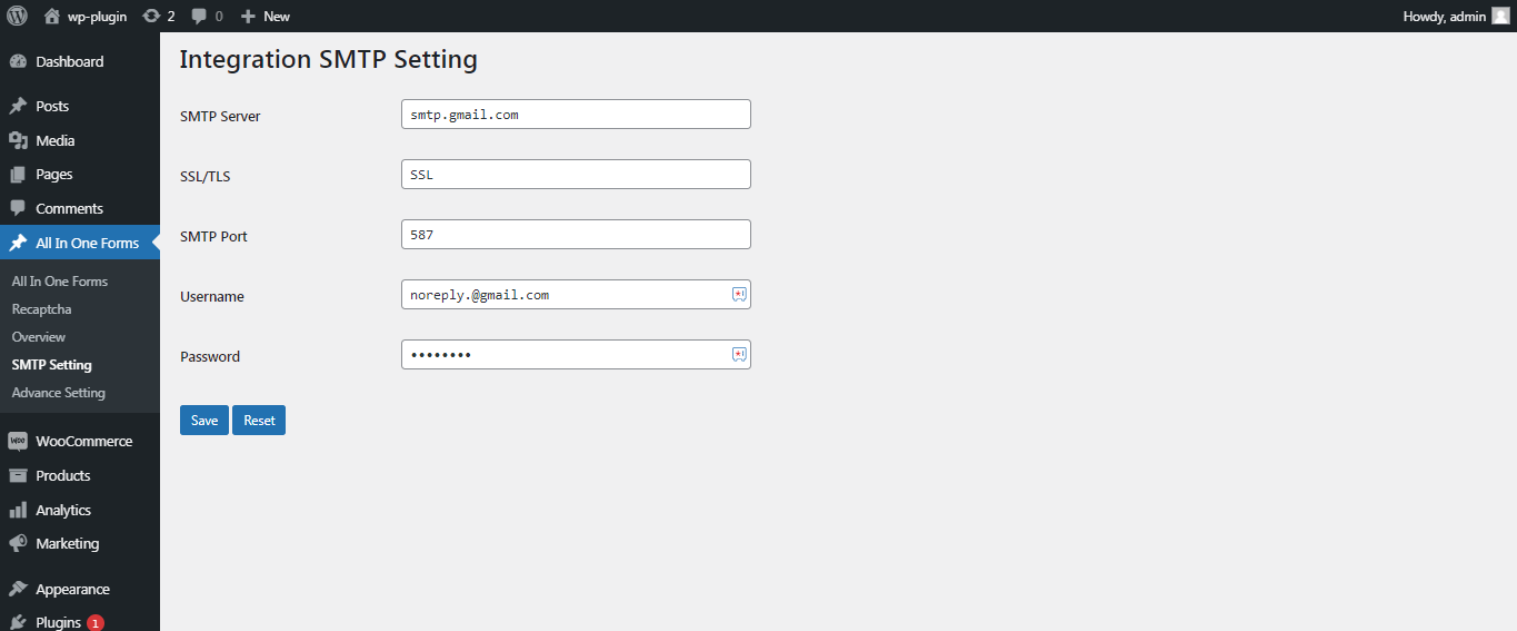 wp-plugin 2 0 New Howdy, admin
Dashboard
Posts
Media
Pages
Comments
All In One Forms
All In One Forms
Recaptcha
Overview
SMTP Setting
Advance Setting
WooCommerce
Products
Analytics
Marketing
Appearance
Plugins 1
Integration SMTP Setting
SMTP Server smtp.gmail.com
SSL/TLS SSL
SMTP Port 587
Username noreply.@gmail.com
Password ••••••••
Save Reset